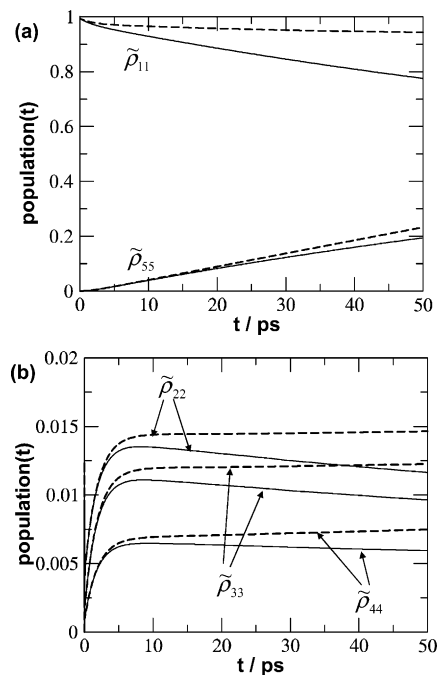 (a)
population(t)
1
0.8
0.6
0.4
0.2
0
ρ̃₁₁
ρ̃₅₅
0 10 20 30 40 50
t / ps
(b)
population(t)
0.02
0.015
0.01
0.005
0
ρ̃₂₂
ρ̃₃₃
ρ̃₄₄
0 10 20 30 40 50
t / ps